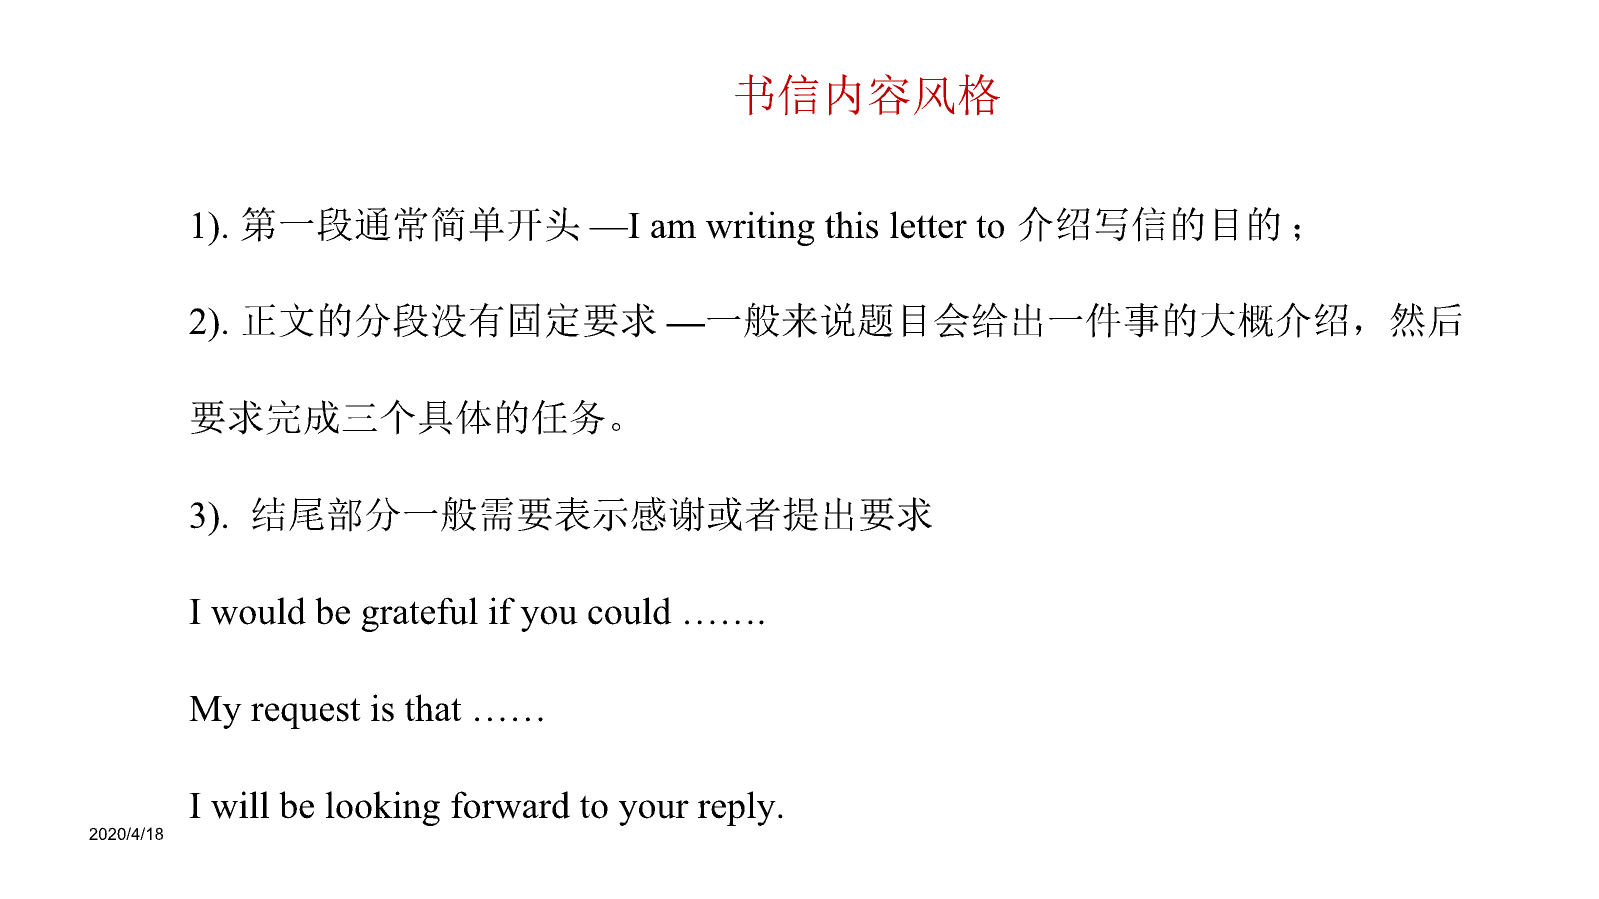 书信内容风格
1). 第一段通常简单开头 —I am writing this letter to 介绍写信的目的 ；
2). 正文的分段没有固定要求 —一般来说题目会给出一件事的大概介绍，然后
要求完成三个具体的任务。
3).  结尾部分一般需要表示感谢或者提出要求
I would be grateful if you could …….
My request is that ……
I will be looking forward to your reply.
2020/4/18